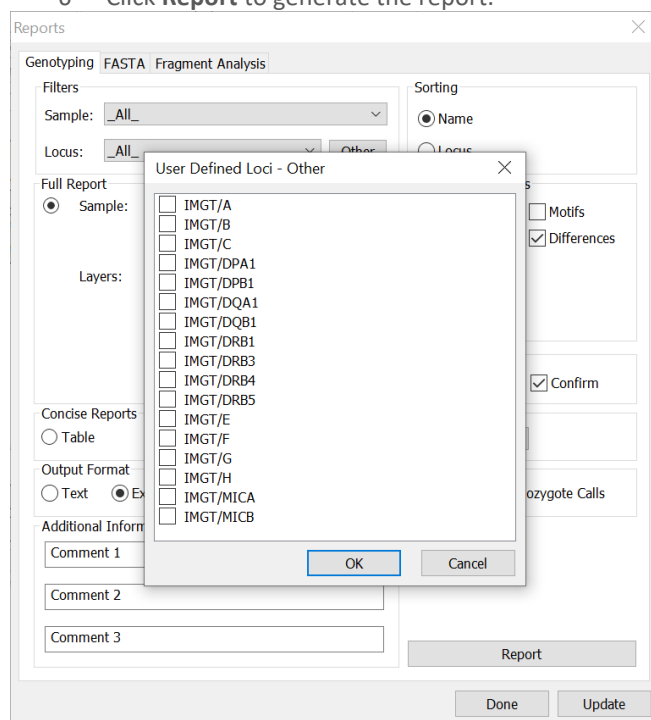 Click Report to generate the report.
Reports
Genotyping FASTA Fragment Analysis
Filters
Sample: _All_
Locus: _All_ Other
Sorting
Name
Locus
User Defined Loci - Other
IMGT/A
IMGT/B
IMGT/C
IMGT/DPA1
IMGT/DPB1
IMGT/DQA1
IMGT/DQB1
IMGT/DRB1
IMGT/DRB3
IMGT/DRB4
IMGT/DRB5
IMGT/E
IMGT/F
IMGT/G
IMGT/H
IMGT/MICA
IMGT/MICB
OK Cancel
Full Report
Sample:
Layers:
Motifs
Differences
Confirm
Concise Reports
Table
Output Format
Text
ozygote Calls
Additional Inform
Comment 1
Comment 2
Comment 3
Report
Done Update